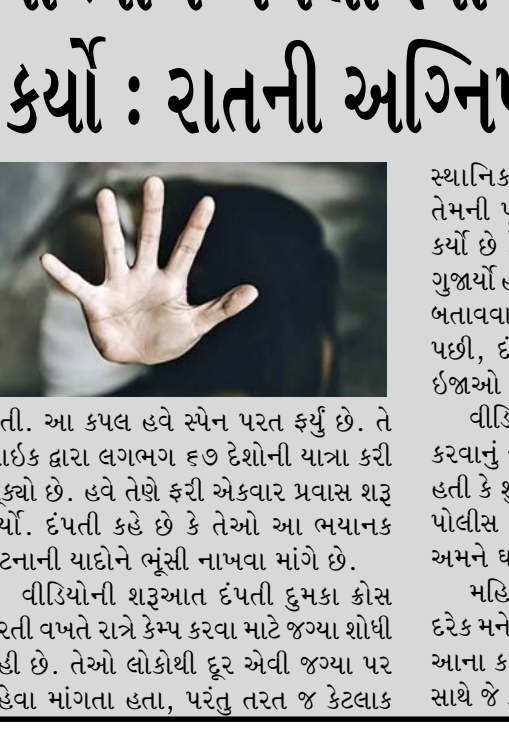 કર્યો : રાતની અગ્નિ
તી. આ કપલ હવે સ્પેન પરત ફર્યું છે. તે
ાઇક દ્વારા લગભગ ૬૭ દેશોની યાત્રા કરી
ક્યો છે. હવે તેણે ફરી એકવાર પ્રવાસ શરૂ
ર્યો. દંપતી કહે છે કે તેઓ આ ભયાનક
ટનાની યાદોને ભૂંસી નાખવા માંગે છે.
વીડિયોની શરૂઆત દંપતી દુમકા ક્રોસ
રતી વખતે રાત્રે કેમ્પ કરવા માટે જગ્યા શોધી
હી છે. તેઓ લોકોથી દૂર એવી જગ્યા પર
હેવા માંગતા હતા, પરંતુ તરત જ કેટલાક
સ્થાનિક
તેમની
કર્યો છે
ગુજાર્યો
બતાવવા
પછી, દં
ઇજાઓ
વીડિ
કરવાનું
હતી કે શુ
પોલીસ
અમને ઘ
મહિ
દરેક મને
આના ક
સાથે જે